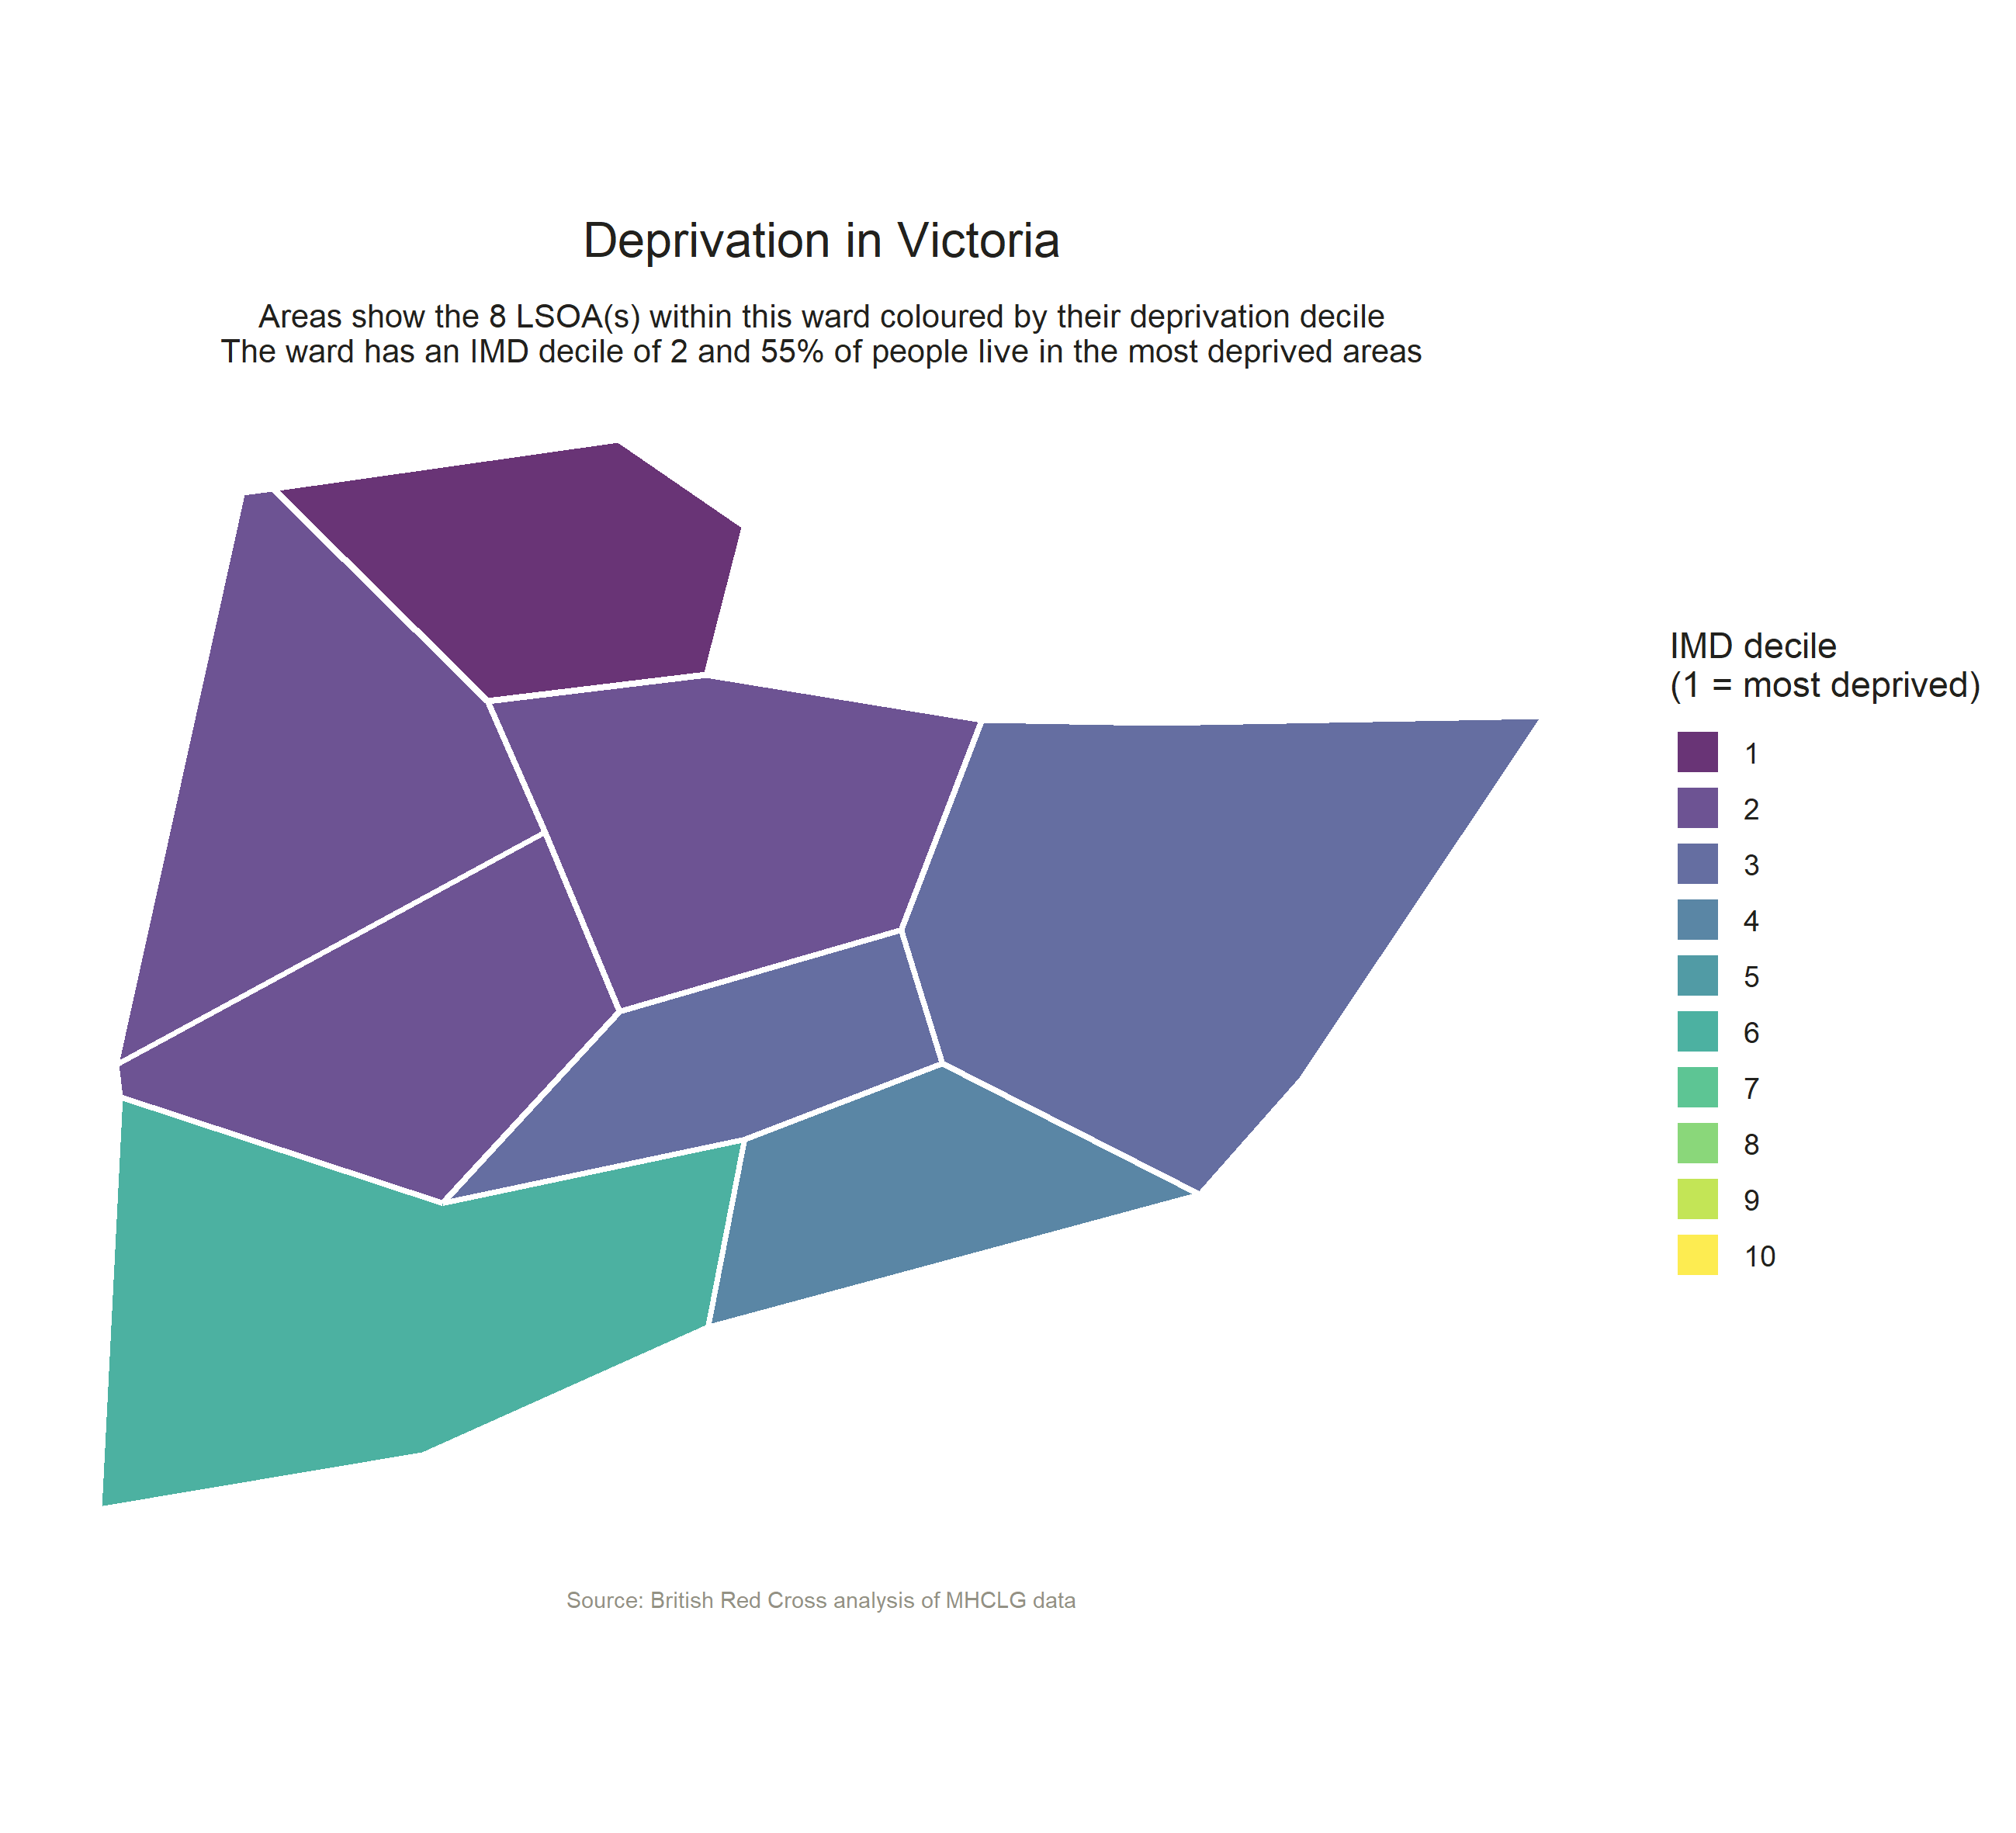 Deprivation in Victoria
Areas show the 8 LSOA(s) within this ward coloured by their deprivation decile
The ward has an IMD decile of 2 and 55% of people live in the most deprived areas
IMD decile
(1 = most deprived)
1
2
3
4
5
6
7
8
9
10
Source: British Red Cross analysis of MHCLG data